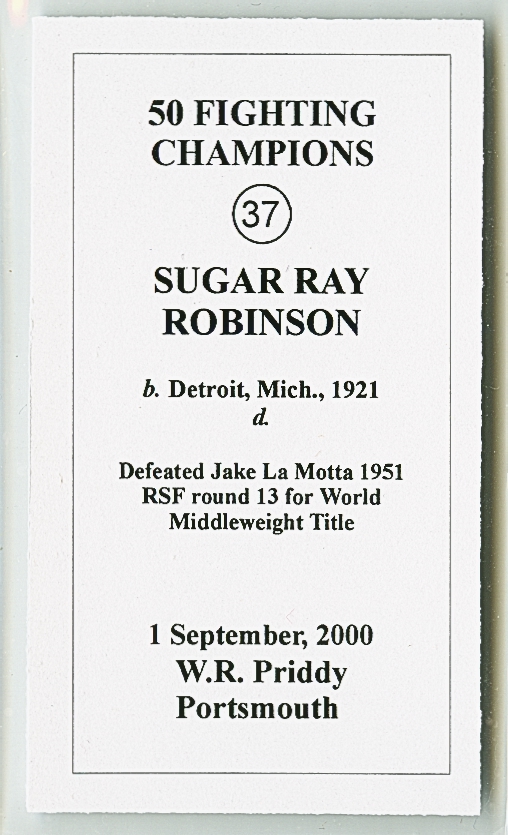 50 FIGHTING
CHAMPIONS
37
SUGAR RAY
ROBINSON
b. Detroit, Mich., 1921
d.
Defeated Jake La Motta 1951
RSF round 13 for World
Middleweight Title
1 September, 2000
W.R. Priddy
Portsmouth